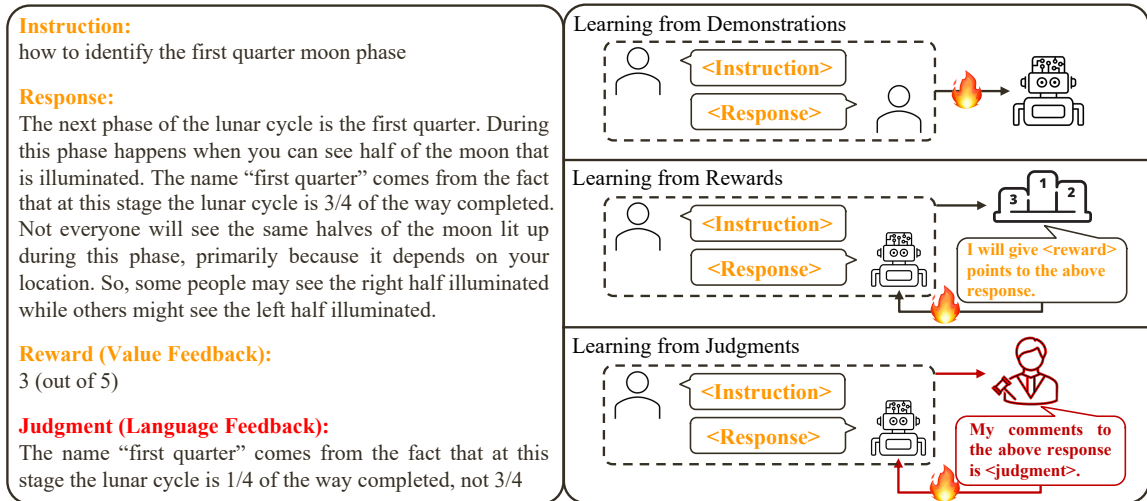 Instruction:
how to identify the first quarter moon phase
Response:
The next phase of the lunar cycle is the first quarter. During
this phase happens when you can see half of the moon that
is illuminated. The name “first quarter” comes from the fact
that at this stage the lunar cycle is 3/4 of the way completed.
Not everyone will see the same halves of the moon lit up
during this phase, primarily because it depends on your
location. So, some people may see the right half illuminated
while others might see the left half illuminated.
Reward (Value Feedback):
3 (out of 5)
Judgment (Language Feedback):
The name “first quarter” comes from the fact that at this
stage the lunar cycle is 1/4 of the way completed, not 3/4
Learning from Demonstrations
<Instruction>
<Response>
Learning from Rewards
<Instruction>
<Response>
3 1 2
I will give <reward>
points to the above
response.
Learning from Judgments
<Instruction>
<Response>
My comments to
the above response
is <judgment>.